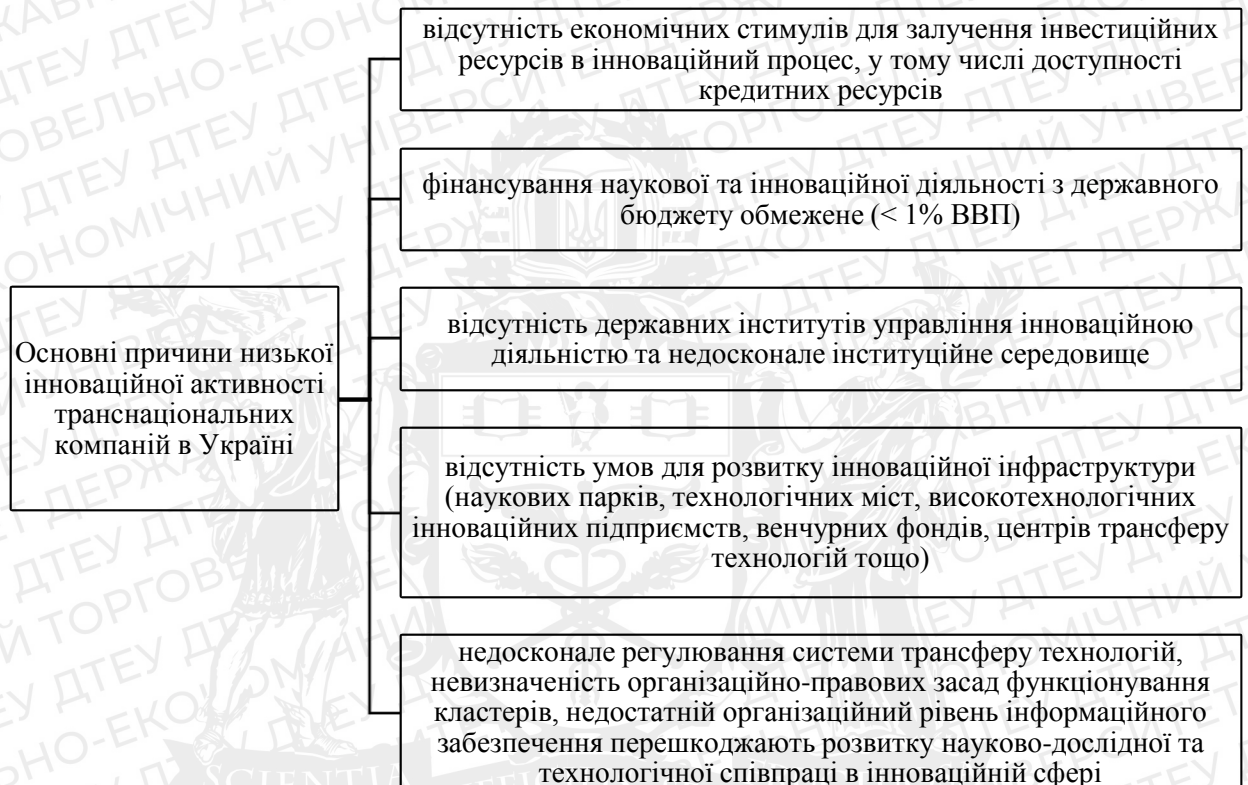 відсутність економічних стимулів для залучення інвестиційних
ресурсів в інноваційний процес, у тому числі доступності
кредитних ресурсів
фінансування наукової та інноваційної діяльності з державного
бюджету обмежене (< 1% ВВП)
відсутність державних інститутів управління інноваційною
діяльністю та недосконале інституційне середовище
Основні причини низької
інноваційної активності
транснаціональних
компаній в Україні
відсутність умов для розвитку інноваційної інфраструктури
(наукових парків, технологічних міст, високотехнологічних
інноваційних підприємств, венчурних фондів, центрів трансферу
технологій тощо)
недосконале регулювання системи трансферу технологій,
невизначеність організаційно-правових засад функціонування
кластерів, недостатній організаційний рівень інформаційного
забезпечення перешкоджають розвитку науково-дослідної та
технологічної співпраці в інноваційній сфері